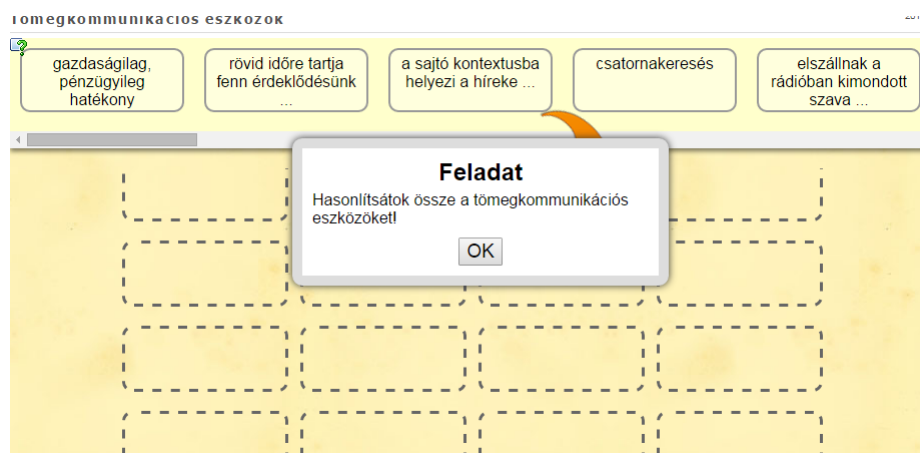 Tömegkommunikációs eszközök
gazdaságilag,
pénzügyileg
hatékony
rövid időre tartja
fenn érdeklődésünk
...
a sajtó kontextusba
helyezi a híreke ...
csatornakeresés
elszállnak a
rádióban kimondott
szava ...
Feladat
Hasonlítsátok össze a tömegkommunikációs
eszközöket!
OK